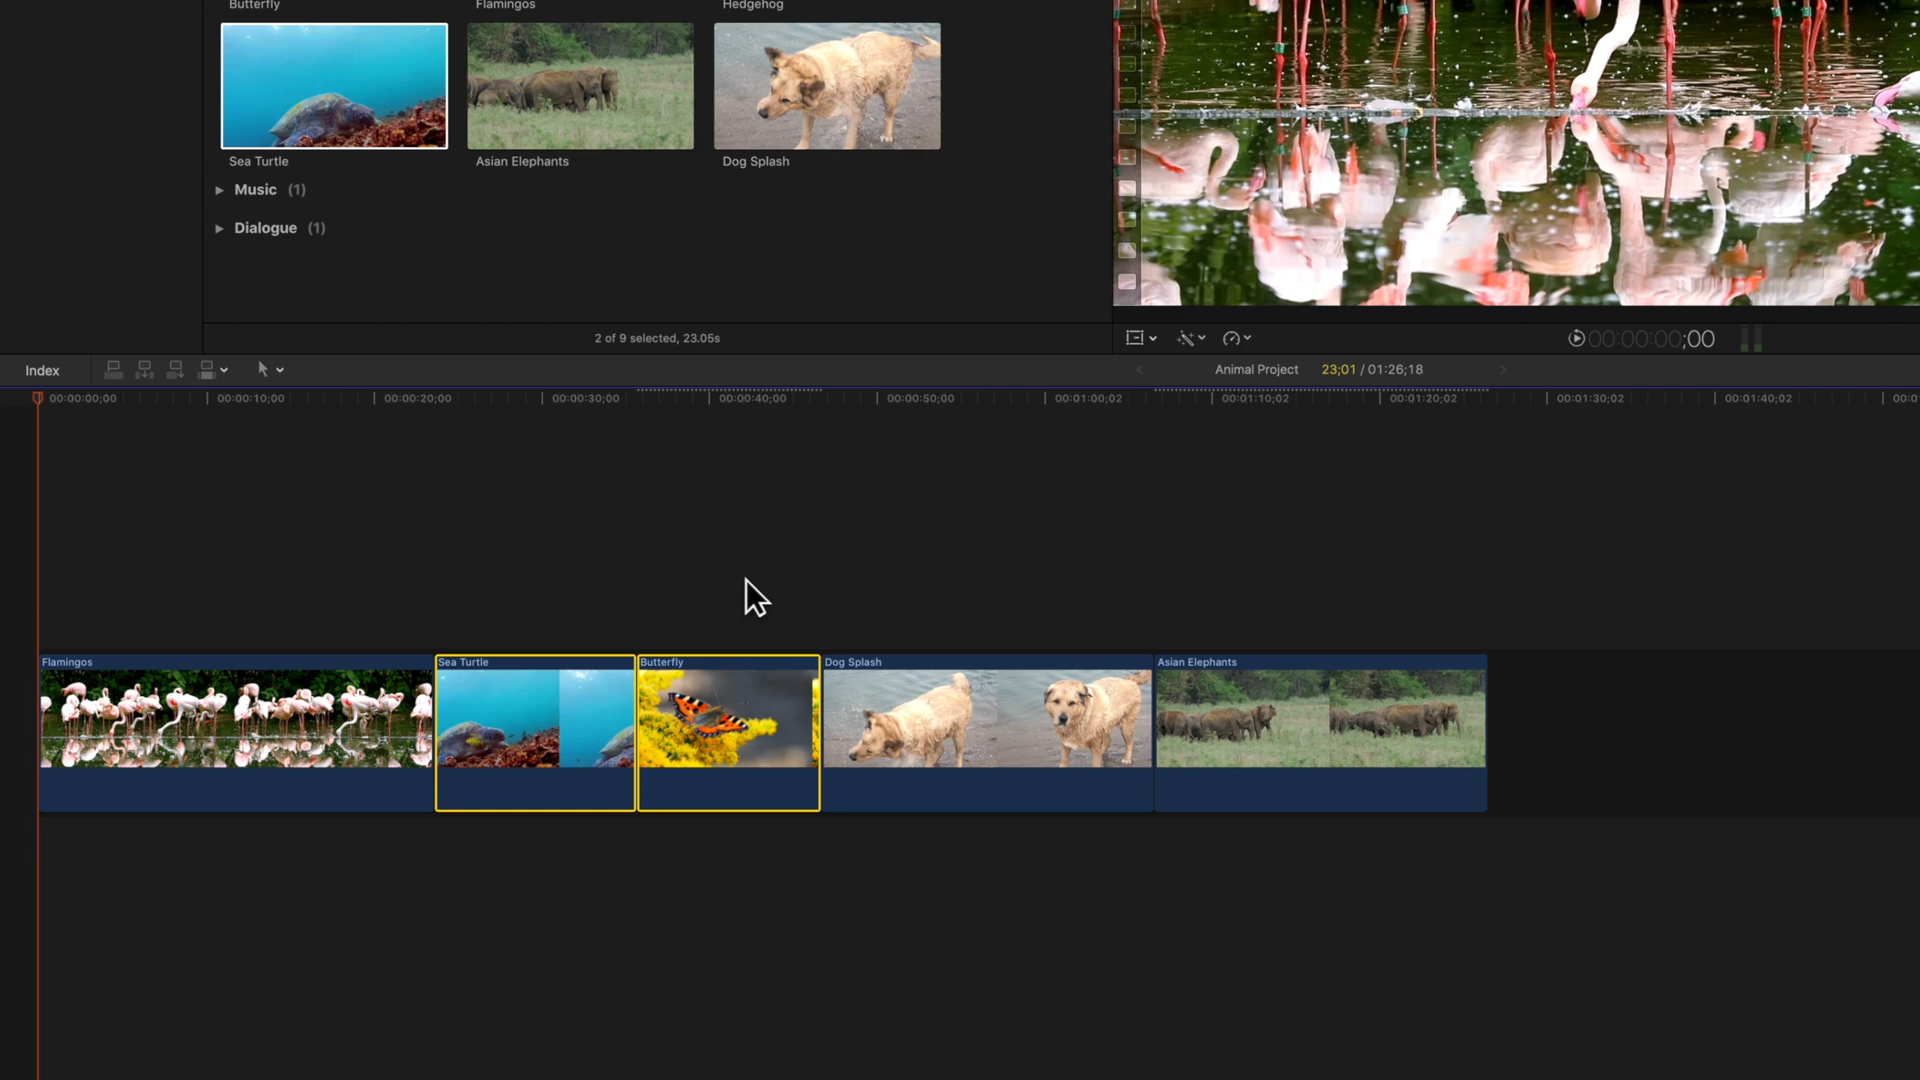 Butterfly
Flamingos
Hedgehog
Sea Turtle
Asian Elephants
Dog Splash
Music (1)
Dialogue (1)
2 of 9 selected, 23.05s
00:00:00;00
Index
Animal Project
23;01 / 01:26;18
00:00:00;00
00:00:10;00
00:00:20;00
00:00:30;00
00:00:40;00
00:00:50;00
00:01:00;02
00:01:10;02
00:01:20;02
00:01:30;02
00:01:40;02
00:0
Flamingos
Sea Turtle
Butterfly
Dog Splash
Asian Elephants